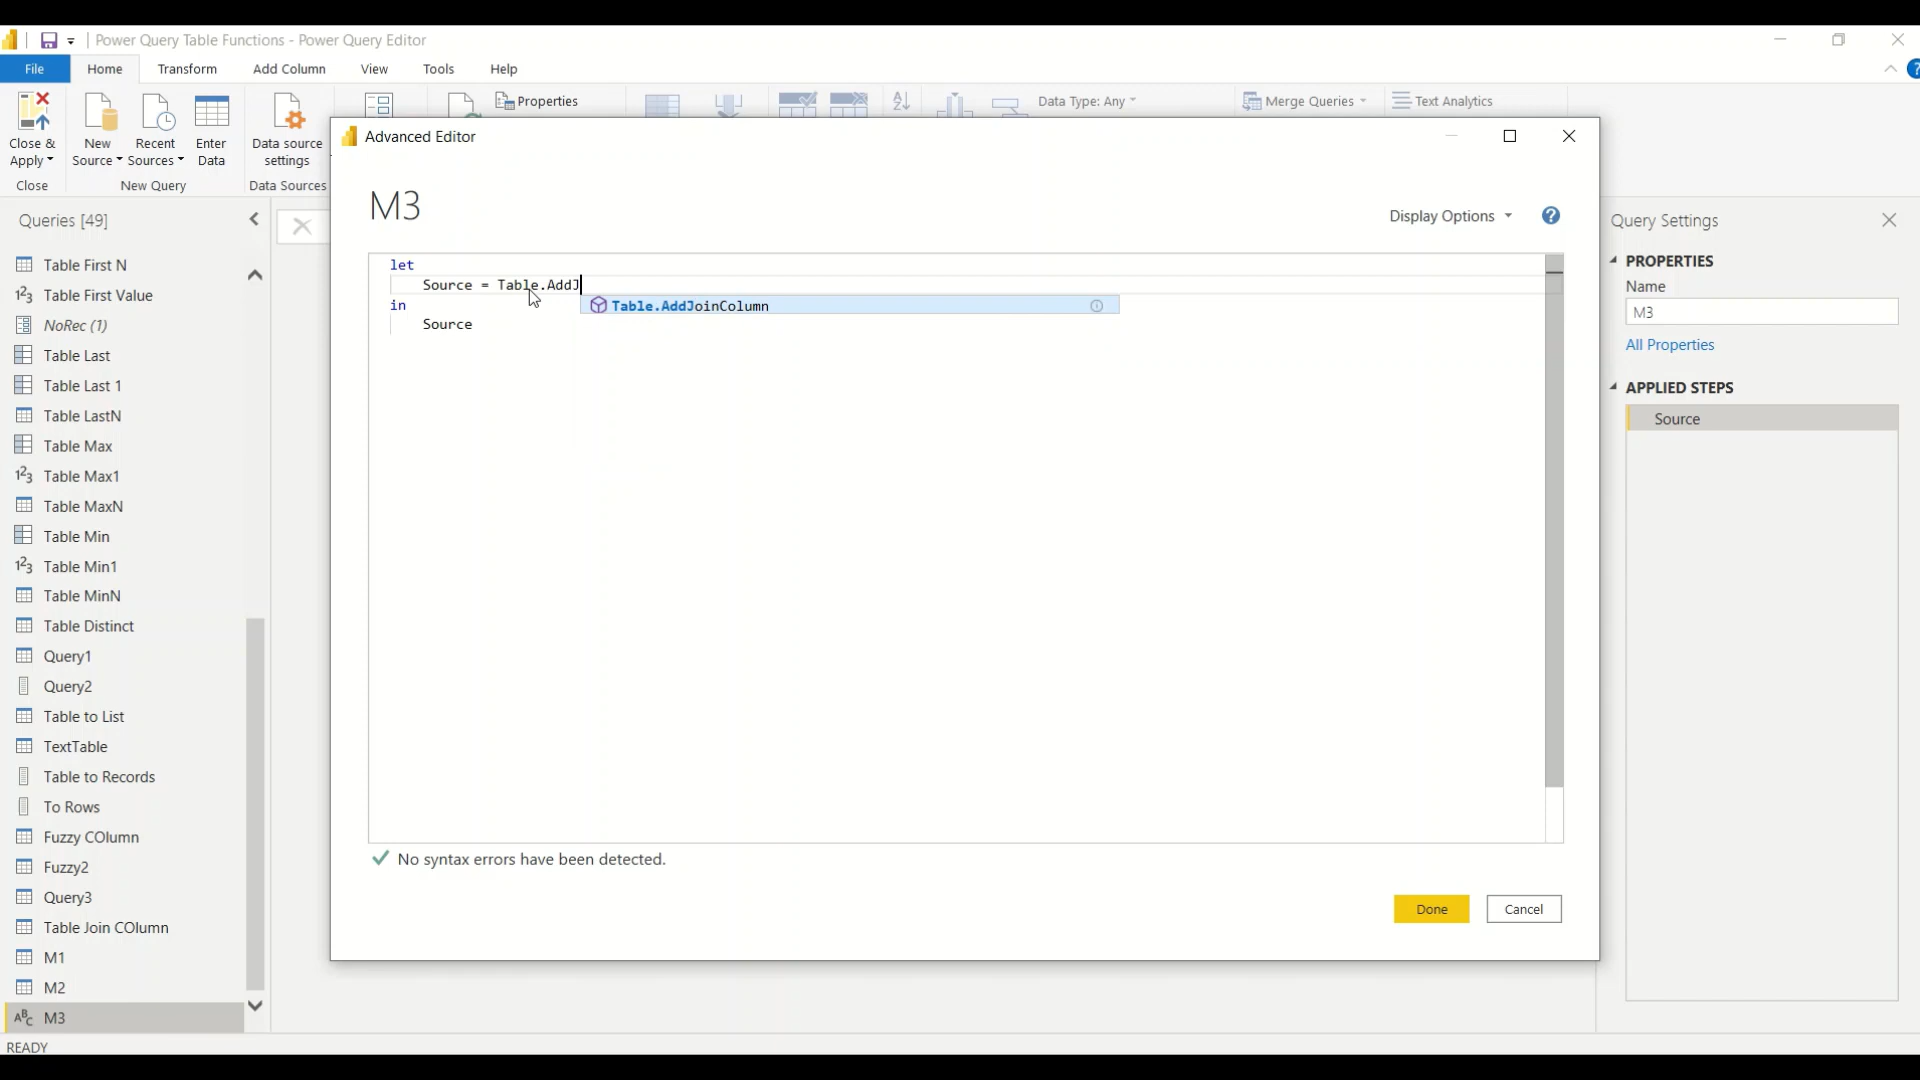 Power Query Table Functions - Power Query Editor
File
Home
Transform
Add Column
View
Tools
Help
?
Close &
Apply
Close
New
Source
Recent
Sources
Enter
Data
New Query
Data source
settings
Data Sources
Properties
A
Z
Data Type: Any
Merge Queries
Text Analytics
Queries [49]
Table First N
123 Table First Value
NoRec (1)
Table Last
Table Last 1
Table LastN
Table Max
123 Table Max1
Table MaxN
Table Min
123 Table Min1
Table MinN
Table Distinct
Query1
Query2
Table to List
TextTable
Table to Records
To Rows
Fuzzy COlumn
Fuzzy2
Query3
Table Join COlumn
M1
M2
ABC M3
READY
Advanced Editor
M3
Display Options
?
let
Source = Table.AddJ
Table.AddJoinColumn
in
Source
No syntax errors have been detected.
Done
Cancel
Query Settings
PROPERTIES
Name
M3
All Properties
APPLIED STEPS
Source